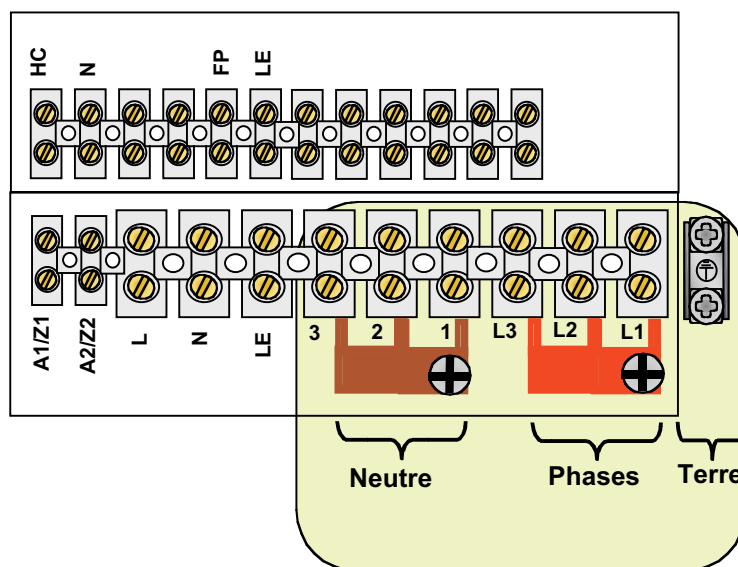 HC N FP LE
A1/Z1 A2/Z2 L N LE 3 2 1 L3 L2 L1
Neutre Phases Terre